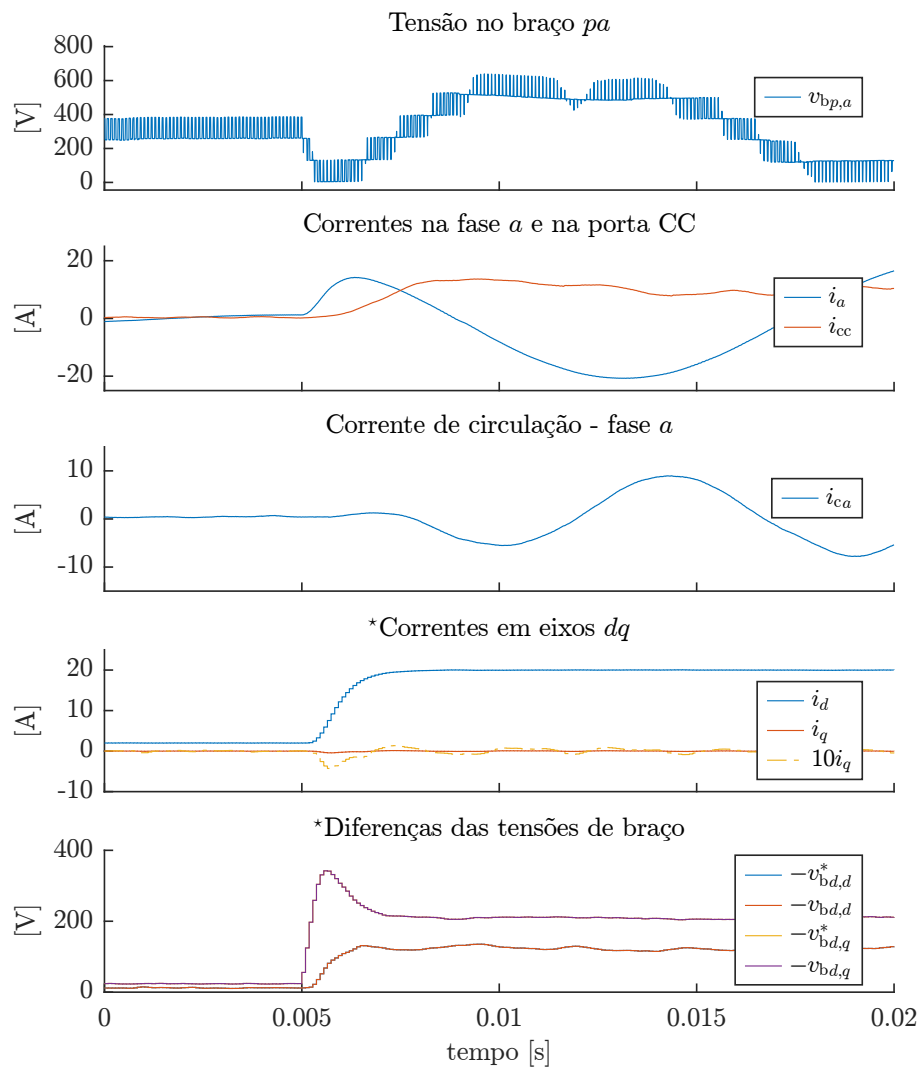 Tensão no braço pa
800
600
400
200
0
[V]
v_bp,a
Correntes na fase a e na porta CC
20
0
-20
[A]
i_a
i_cc
Corrente de circulação - fase a
10
0
-10
[A]
i_ca
*Correntes em eixos dq
20
10
0
-10
[A]
i_d
i_q
10i_q
*Diferenças das tensões de braço
400
200
0
[V]
−v*_bd,d
−v_bd,d
−v*_bd,q
−v_bd,q
0 0.005 0.01 0.015 0.02
tempo [s]